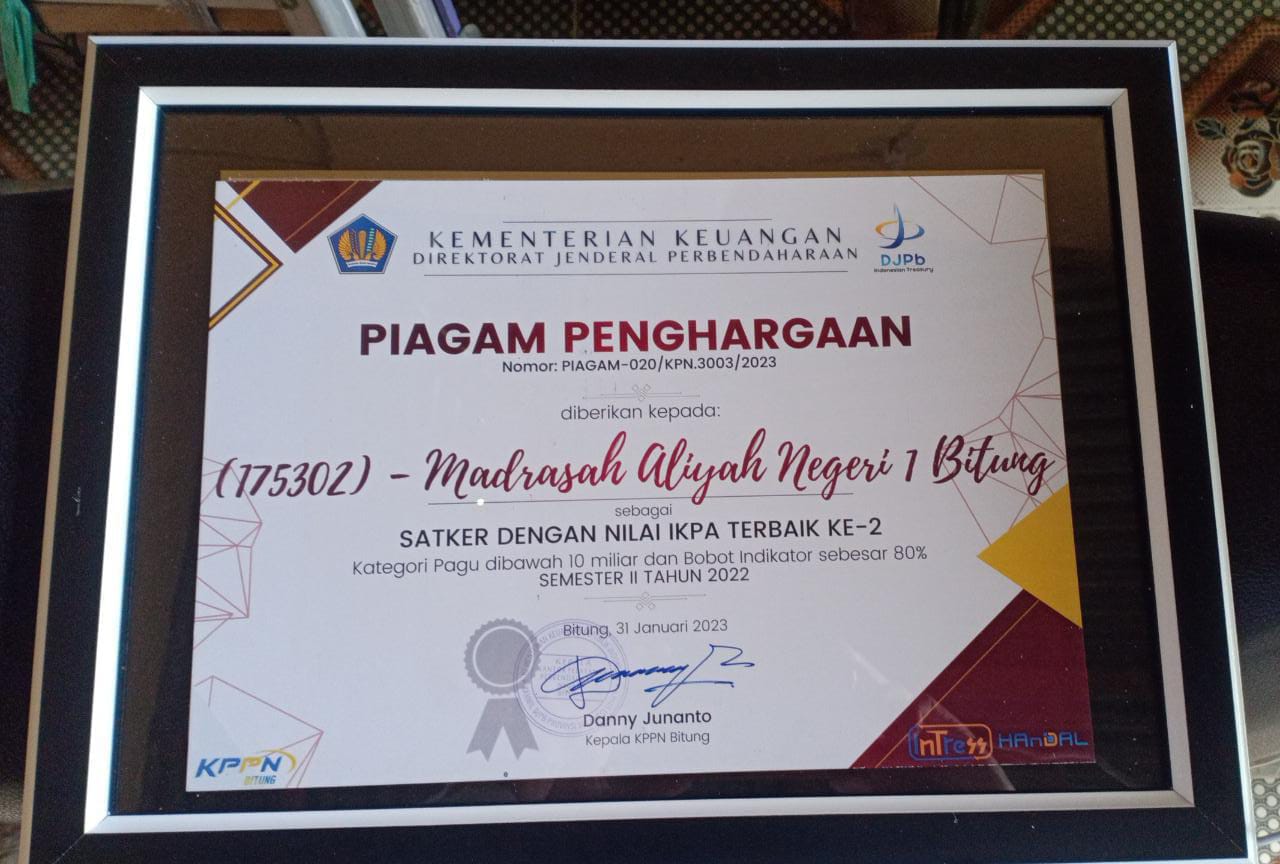 KEMENTERIAN KEUANGAN
DIREKTORAT JENDERAL PERBENDAHARAAN
DJPb
Indonesian Treasury
PIAGAM PENGHARGAAN
Nomor: PIAGAM-020/KPN.3003/2023
diberikan kepada:
(175302) - Madrasah Aliyah Negeri 1 Bitung
sebagai
SATKER DENGAN NILAI IKPA TERBAIK KE-2
Kategori Pagu dibawah 10 miliar dan Bobot Indikator sebesar 80%
SEMESTER II TAHUN 2022
Bitung, 31 Januari 2023
Danny Junanto
Kepala KPPN Bitung
KPPN
BITUNG
InTress HAnDAL